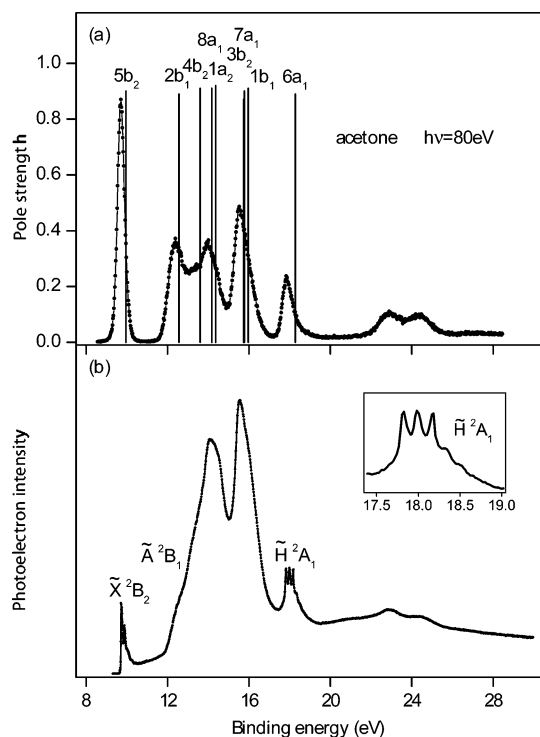 (a)
7a1
8a1
3b2
4b2
5b2
2b1
1a2
1b1
6a1
1.0
0.8
0.6
0.4
0.2
0.0
Pole strength
acetone hν=80eV
(b)
X̃ ²B₂
Ã ²B₁
H̃ ²A₁
H̃ ²A₁
17.5 18.0 18.5 19.0
Photoelectron intensity
8 12 16 20 24 28
Binding energy (eV)